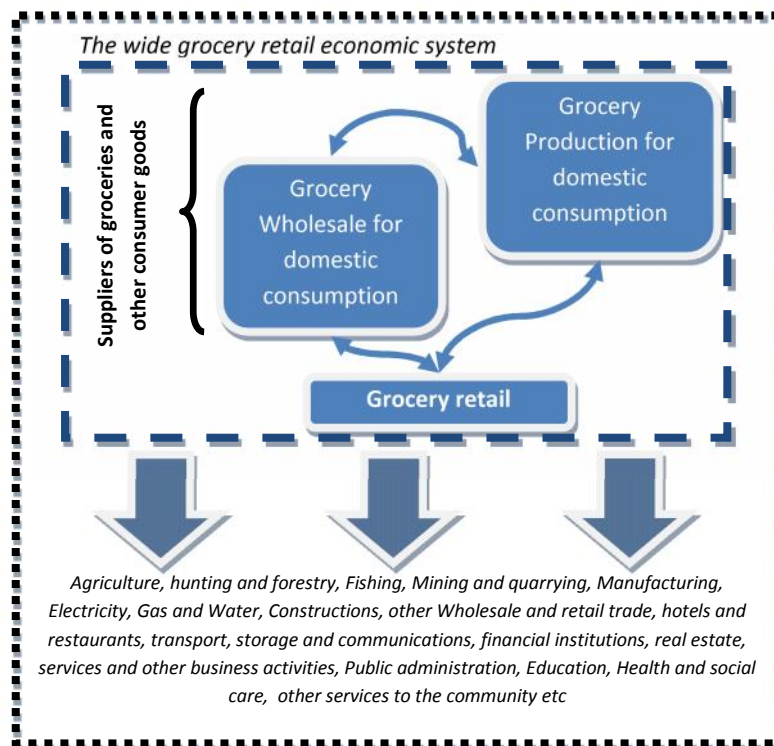 The wide grocery retail economic system
Suppliers of groceries and
other consumer goods
Grocery
Wholesale for
domestic
consumption
Grocery
Production for
domestic
consumption
Grocery retail
Agriculture, hunting and forestry, Fishing, Mining and quarrying, Manufacturing,
Electricity, Gas and Water, Constructions, other Wholesale and retail trade, hotels and
restaurants, transport, storage and communications, financial institutions, real estate,
services and other business activities, Public administration, Education, Health and social
care, other services to the community etc